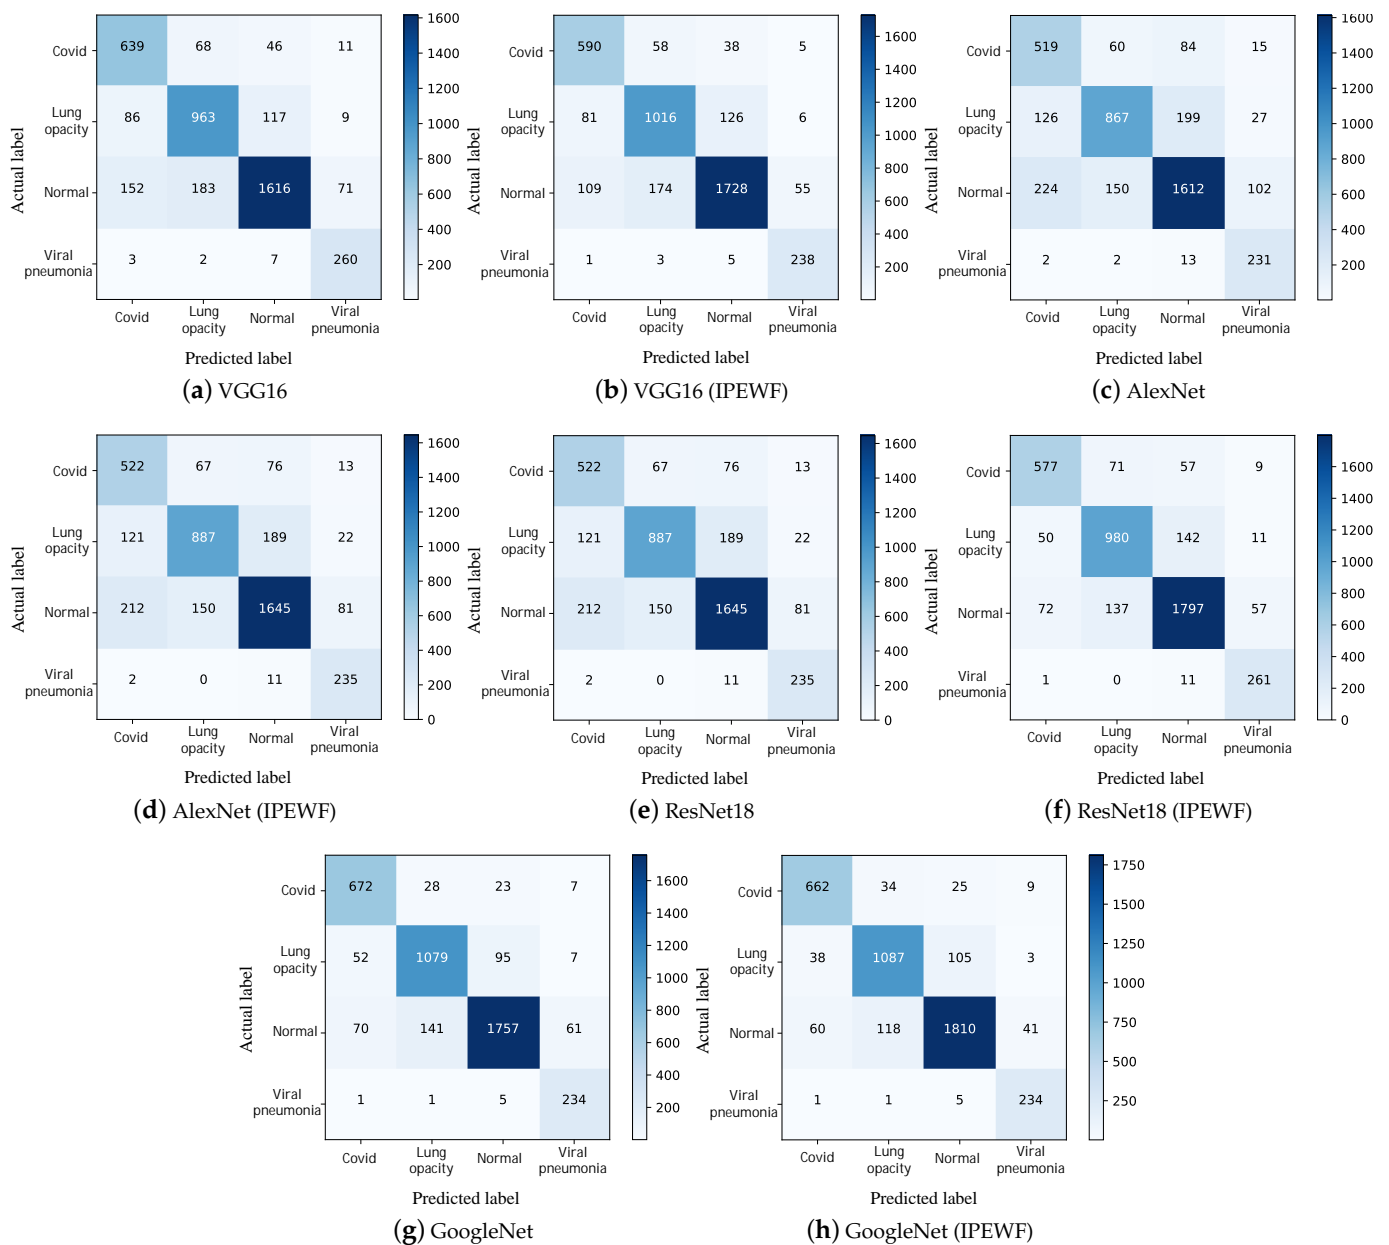 Covid 639 68 46 11
Lung opacity 86 963 117 9
Normal 152 183 1616 71
Viral pneumonia 3 2 7 260
Covid Lung opacity Normal Viral pneumonia
Actual label
Predicted label
1600 1400 1200 1000 800 600 400 200
(a) VGG16
Covid 590 58 38 5
Lung opacity 81 1016 126 6
Normal 109 174 1728 55
Viral pneumonia 1 3 5 238
Covid Lung opacity Normal Viral pneumonia
Actual label
Predicted label
1600 1400 1200 1000 800 600 400 200
(b) VGG16 (IPEWF)
Covid 519 60 84 15
Lung opacity 126 867 199 27
Normal 224 150 1612 102
Viral pneumonia 2 2 13 231
Covid Lung opacity Normal Viral pneumonia
Actual label
Predicted label
1600 1400 1200 1000 800 600 400 200
(c) AlexNet
Covid 522 67 76 13
Lung opacity 121 887 189 22
Normal 212 150 1645 81
Viral pneumonia 2 0 11 235
Covid Lung opacity Normal Viral pneumonia
Actual label
Predicted label
1600 1400 1200 1000 800 600 400 200 0
(d) AlexNet (IPEWF)
Covid 522 67 76 13
Lung opacity 121 887 189 22
Normal 212 150 1645 81
Viral pneumonia 2 0 11 235
Covid Lung opacity Normal Viral pneumonia
Actual label
Predicted label
1600 1400 1200 1000 800 600 400 200 0
(e) ResNet18
Covid 577 71 57 9
Lung opacity 50 980 142 11
Normal 72 137 1797 57
Viral pneumonia 1 0 11 261
Covid Lung opacity Normal Viral pneumonia
Actual label
Predicted label
1600 1400 1200 1000 800 600 400 200 0
(f) ResNet18 (IPEWF)
Covid 672 28 23 7
Lung opacity 52 1079 95 7
Normal 70 141 1757 61
Viral pneumonia 1 1 5 234
Covid Lung opacity Normal Viral pneumonia
Actual label
Predicted label
1600 1400 1200 1000 800 600 400 200
(g) GoogleNet
Covid 662 34 25 9
Lung opacity 38 1087 105 3
Normal 60 118 1810 41
Viral pneumonia 1 1 5 234
Covid Lung opacity Normal Viral pneumonia
Actual label
Predicted label
1750 1500 1250 1000 750 500 250
(h) GoogleNet (IPEWF)